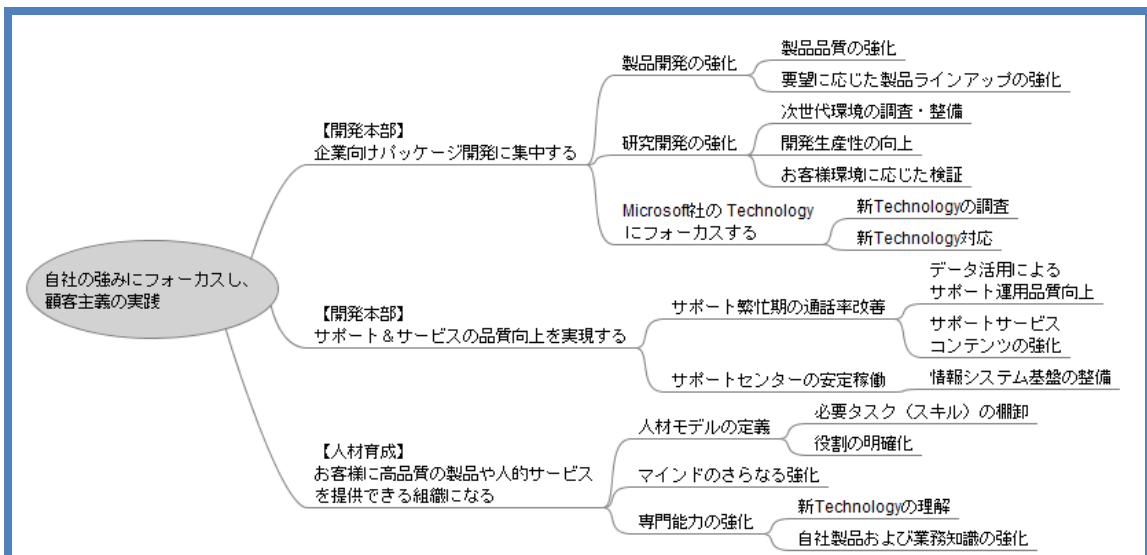 自社の強みにフォーカスし、
顧客主義の実践
【開発本部】
企業向けパッケージ開発に集中する
製品開発の強化
製品品質の強化
要望に応じた製品ラインアップの強化
研究開発の強化
次世代環境の調査・整備
開発生産性の向上
お客様環境に応じた検証
Microsoft社の Technology
にフォーカスする
新Technologyの調査
新Technology対応
【開発本部】
サポート＆サービスの品質向上を実現する
サポート繁忙期の通話率改善
データ活用による
サポート運用品質向上
サポートサービス
コンテンツの強化
サポートセンターの安定稼働
情報システム基盤の整備
【人材育成】
お客様に高品質の製品や人的サービス
を提供できる組織になる
人材モデルの定義
必要タスク（スキル）の棚卸
役割の明確化
マインドのさらなる強化
専門能力の強化
新Technologyの理解
自社製品および業務知識の強化